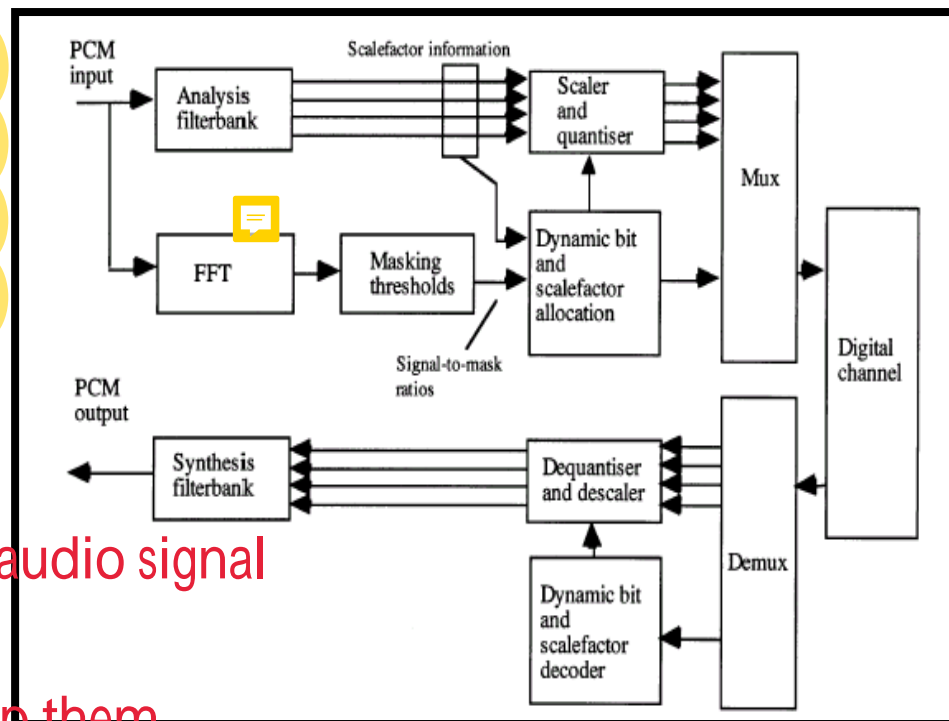 PCM
input
Scalefactor information
Analysis
filterbank
Scaler
and
quantiser
Mux
FFT
Masking
thresholds
Dynamic bit
and
scalefactor
allocation
Signal-to-mask
ratios
Digital
channel
PCM
output
Synthesis
filterbank
Dequantiser
and descaler
Demux
Dynamic bit
and
scalefactor
decoder
audio signal
them